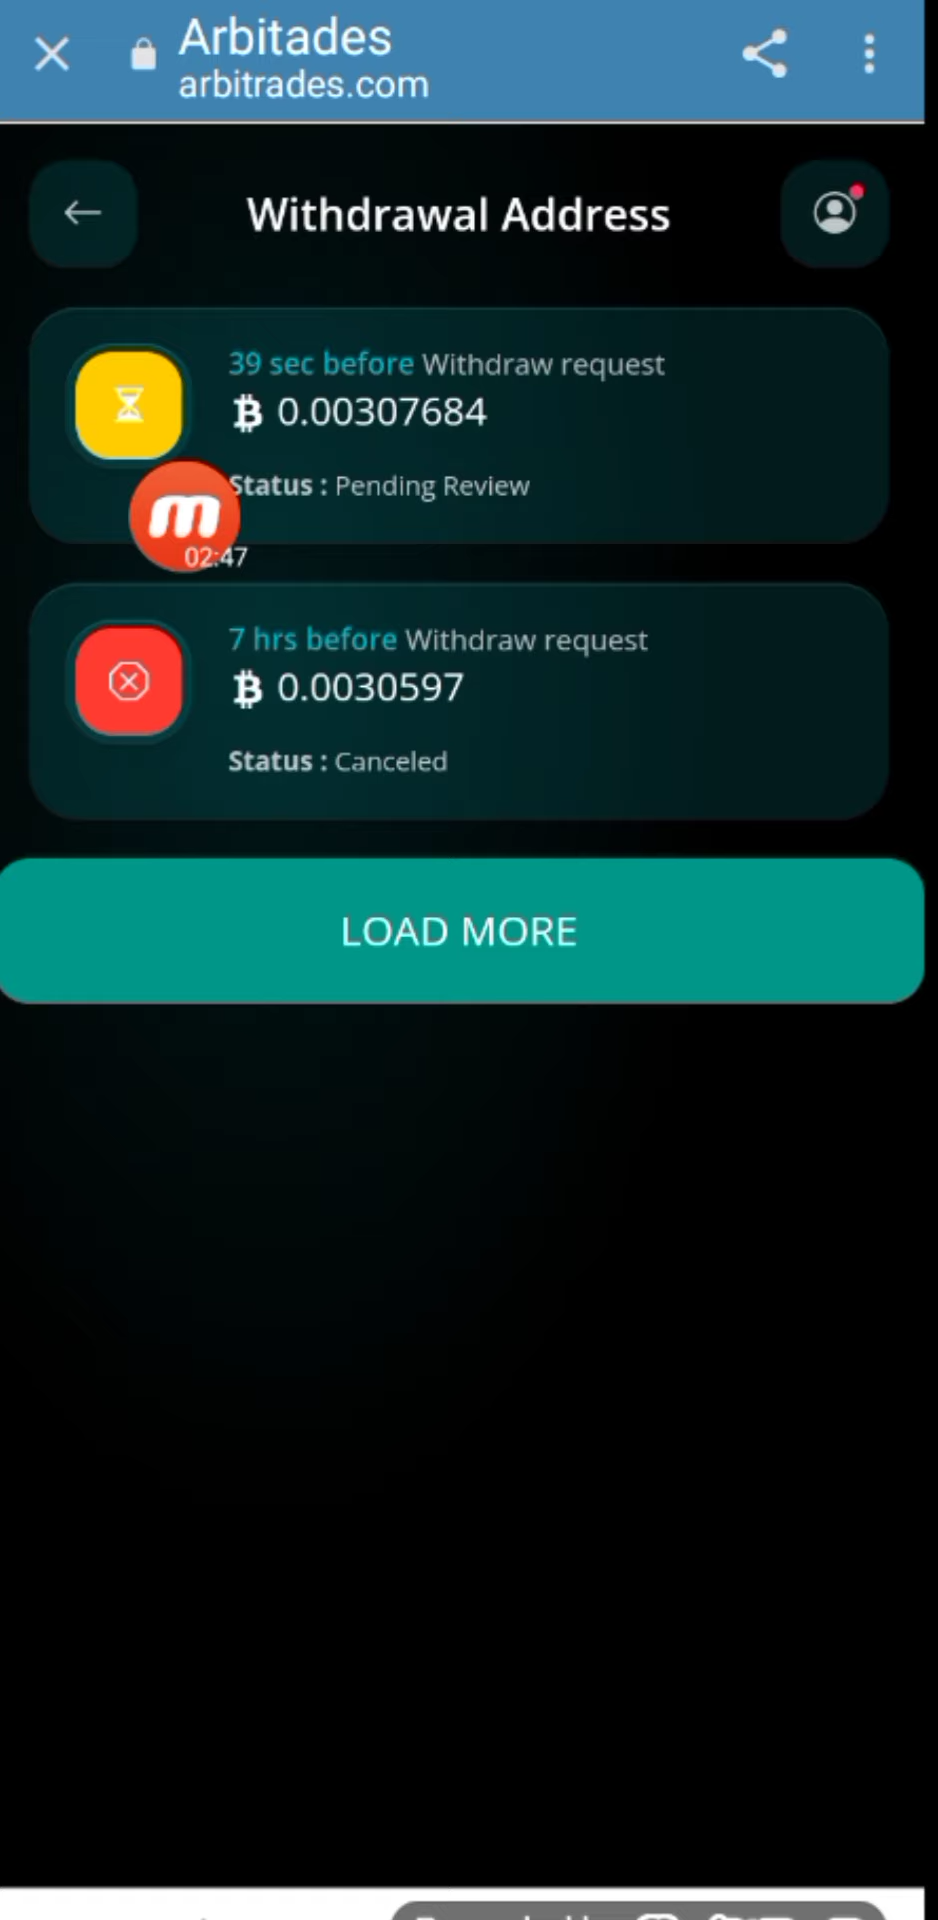 Arbitades
arbitrades.com
Withdrawal Address
39 sec before Withdraw request
0.00307684
Status : Pending Review
m
02:47
7 hrs before Withdraw request
0.0030597
Status : Canceled
LOAD MORE